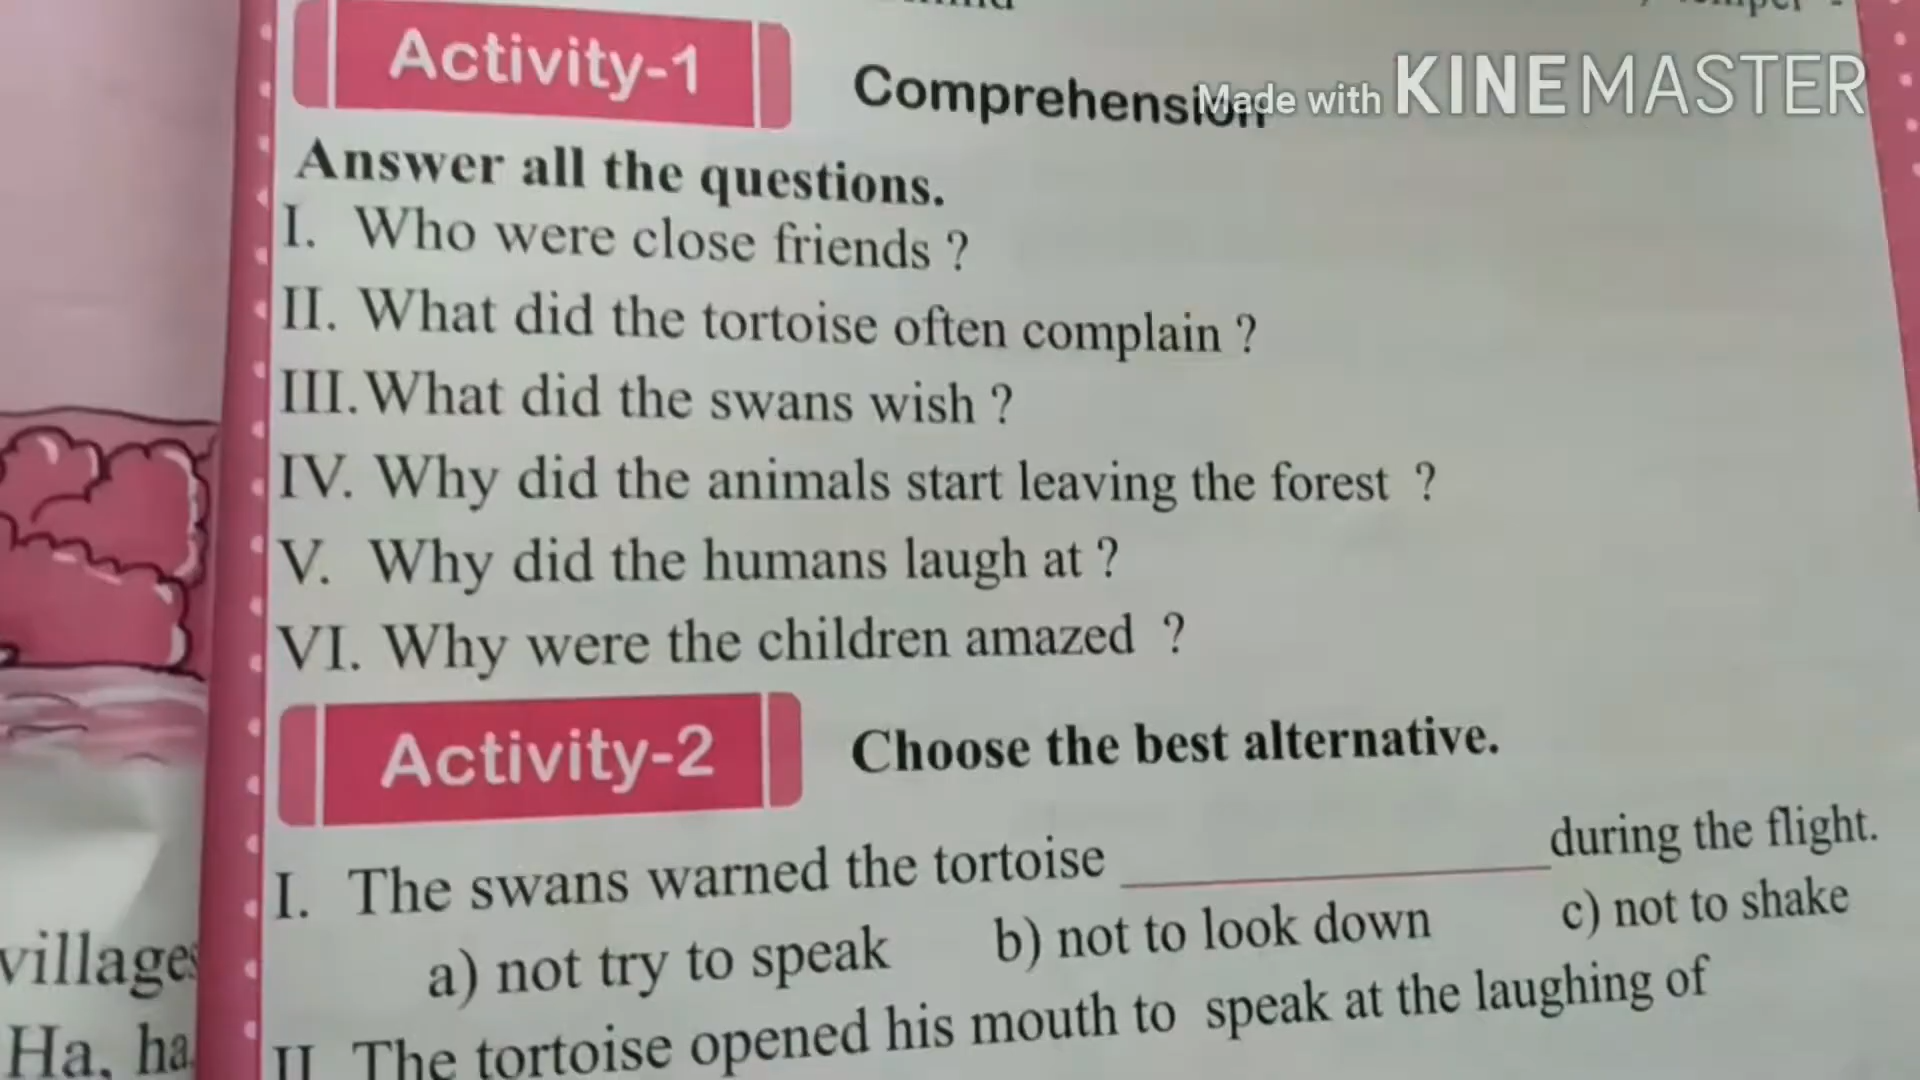 Activity-1
Comprehension
Made with KINEMASTER
Answer all the questions.
I. Who were close friends ?
II. What did the tortoise often complain ?
III. What did the swans wish ?
IV. Why did the animals start leaving the forest ?
V. Why did the humans laugh at ?
VI. Why were the children amazed ?
Activity-2
Choose the best alternative.
I. The swans warned the tortoise ____________ during the flight.
a) not try to speak b) not to look down c) not to shake
II The tortoise opened his mouth to speak at the laughing of
villages
Ha, ha